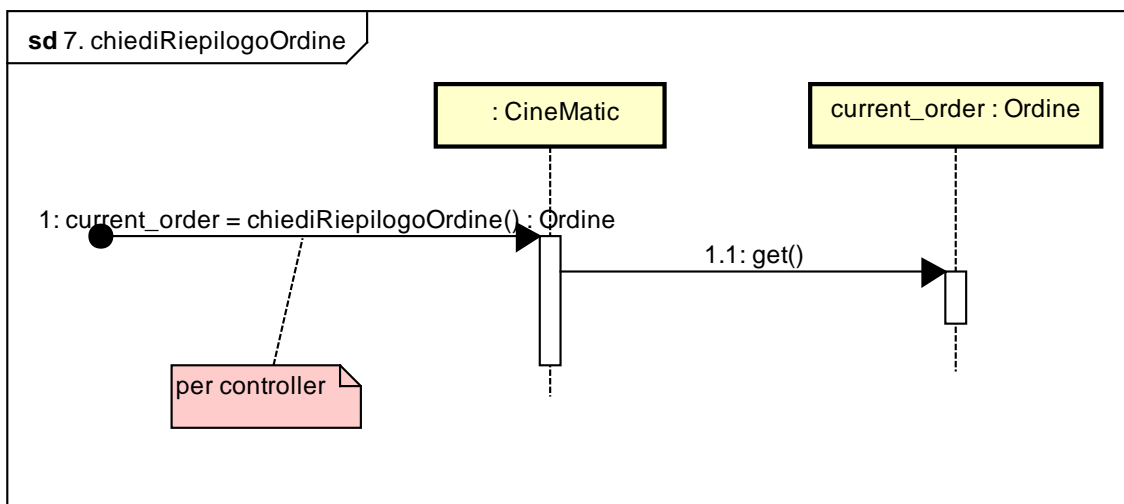 sd 7. chiediRiepilogoOrdine
: CineMatic
current_order : Ordine
1: current_order = chiediRiepilogoOrdine() : Ordine
1.1: get()
per controller